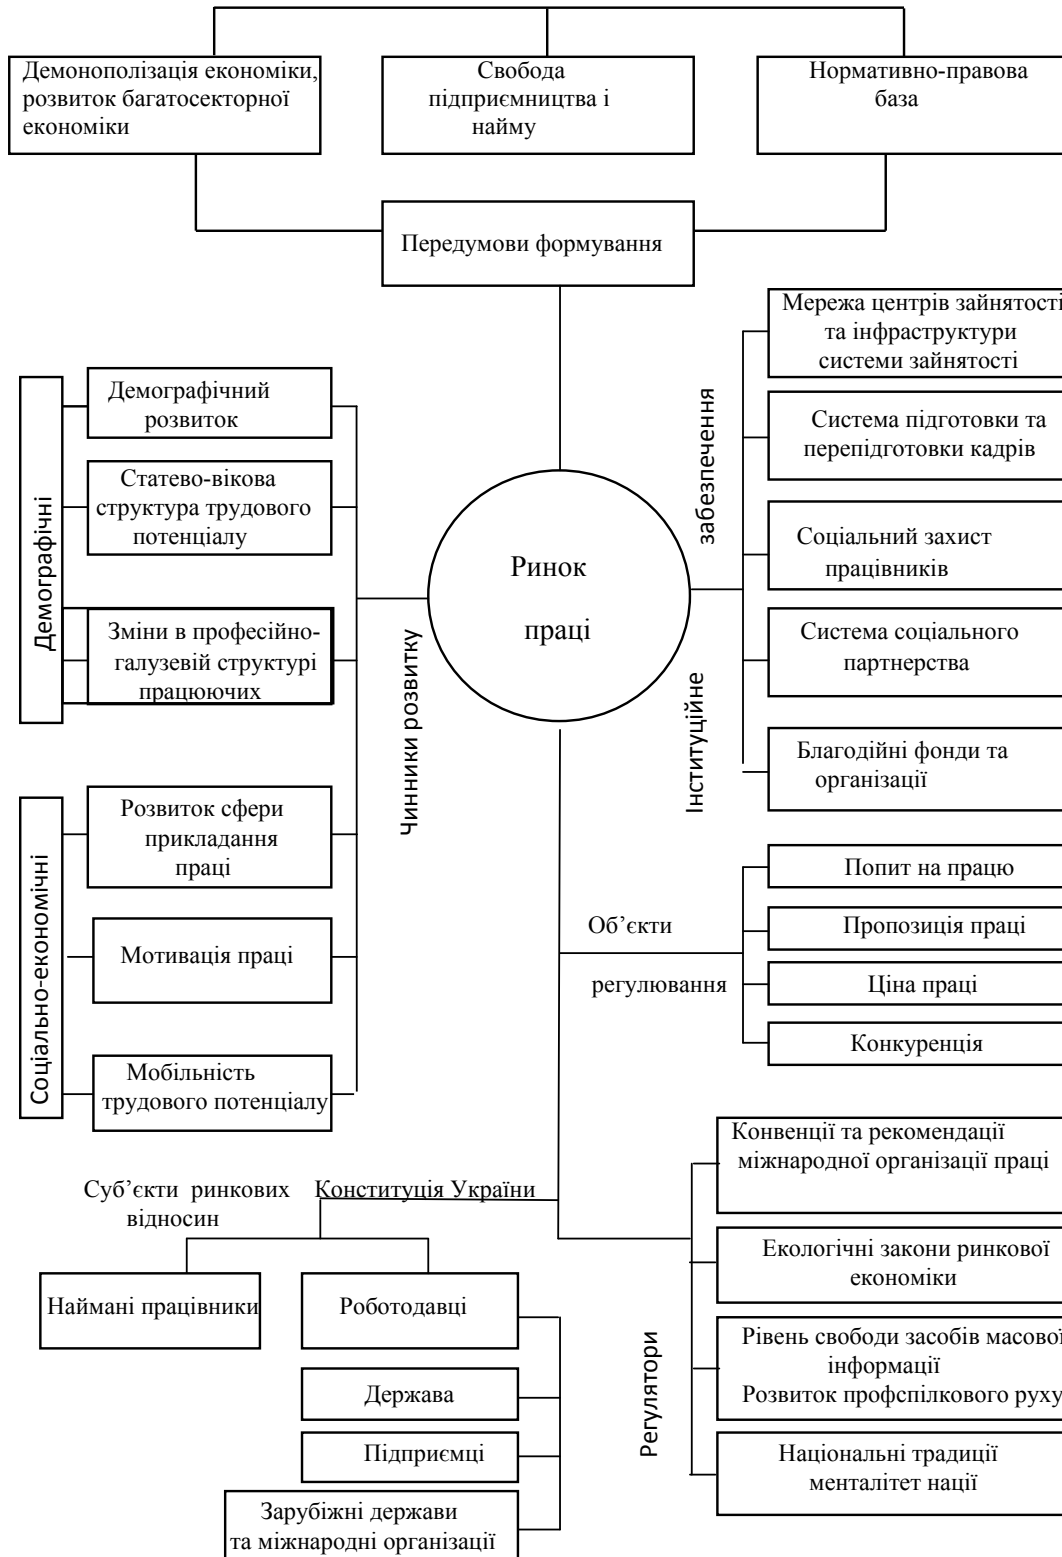 Демонополізація економіки,
розвиток багатосекторної
економіки
Свобода
підприємництва і
найму
Нормативно-правова
база
Передумови формування
Мережа центрів зайнятості
та інфраструктури
системи зайнятості
Система підготовки та
перепідготовки кадрів
Соціальний захист
працівників
Система соціального
партнерства
Благодійні фонди та
організації
Інституційне
забезпечення
Ринок
праці
Чинники розвитку
Демографічні
Демографічний
розвиток
Статево-вікова
структура трудового
потенціалу
Зміни в професійно-
галузевій структурі
працюючих
Соціально-економічні
Розвиток сфери
прикладання
праці
Мотивація праці
Мобільність
трудового потенціалу
Об’єкти
регулювання
Попит на працю
Пропозиція праці
Ціна праці
Конкуренція
Суб’єкти ринкових
відносин
Конституція України
Наймані працівники
Роботодавці
Держава
Підприємці
Зарубіжні держави
та міжнародні організації
Регулятори
Конвенції та рекомендації
міжнародної організації праці
Екологічні закони ринкової
економіки
Рівень свободи засобів масової
інформації
Розвиток профспілкового руху
Національні традиції
менталітет нації